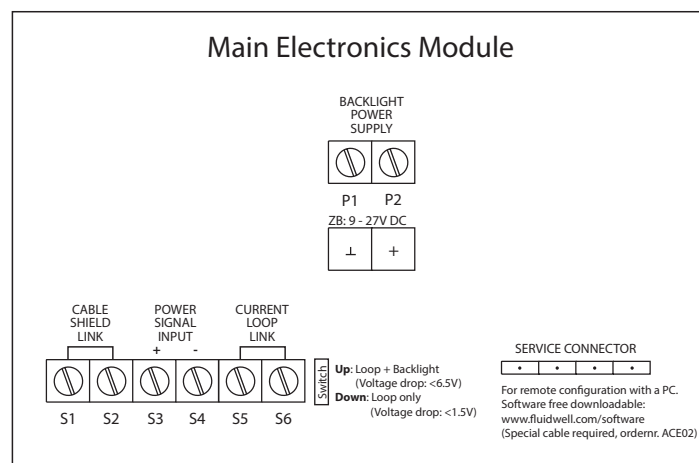 Main Electronics Module
BACKLIGHT
POWER
SUPPLY
P1 P2
ZB: 9 - 27V DC
⊥ +
CABLE
SHIELD
LINK
POWER
SIGNAL
INPUT
+ -
CURRENT
LOOP
LINK
S1 S2 S3 S4 S5 S6
Switch
Up: Loop + Backlight
(Voltage drop: <6.5V)
Down: Loop only
(Voltage drop: <1.5V)
SERVICE CONNECTOR
For remote configuration with a PC.
Software free downloadable:
www.fluidwell.com/software
(Special cable required, ordernr. ACE02)